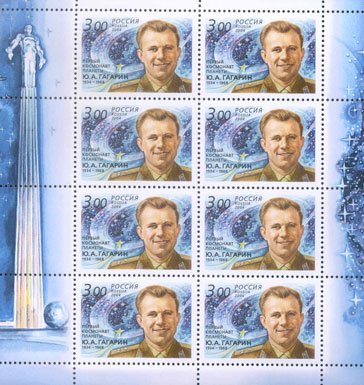 3.00 РОССИЯ
ROSSIJA
2004
ПЕРВЫЙ
КОСМОНАВТ
ПЛАНЕТЫ
Ю.А. ГАГАРИН
1934-1968
3.00 РОССИЯ
ROSSIJA
2004
ПЕРВЫЙ
КОСМОНАВТ
ПЛАНЕТЫ
Ю.А. ГАГАРИН
1934-1968
3.00 РОССИЯ
ROSSIJA
2004
ПЕРВЫЙ
КОСМОНАВТ
ПЛАНЕТЫ
Ю.А. ГАГАРИН
1934-1968
3.00 РОССИЯ
ROSSIJA
2004
ПЕРВЫЙ
КОСМОНАВТ
ПЛАНЕТЫ
Ю.А. ГАГАРИН
1934-1968
3.00 РОССИЯ
ROSSIJA
2004
ПЕРВЫЙ
КОСМОНАВТ
ПЛАНЕТЫ
Ю.А. ГАГАРИН
1934-1968
3.00 РОССИЯ
ROSSIJA
2004
ПЕРВЫЙ
КОСМОНАВТ
ПЛАНЕТЫ
Ю.А. ГАГАРИН
1934-1968
3.00 РОССИЯ
ROSSIJA
2004
ПЕРВЫЙ
КОСМОНАВТ
ПЛАНЕТЫ
Ю.А. ГАГАРИН
1934-1968
3.00 РОССИЯ
ROSSIJA
2004
ПЕРВЫЙ
КОСМОНАВТ
ПЛАНЕТЫ
Ю.А. ГАГАРИН
1934-1968